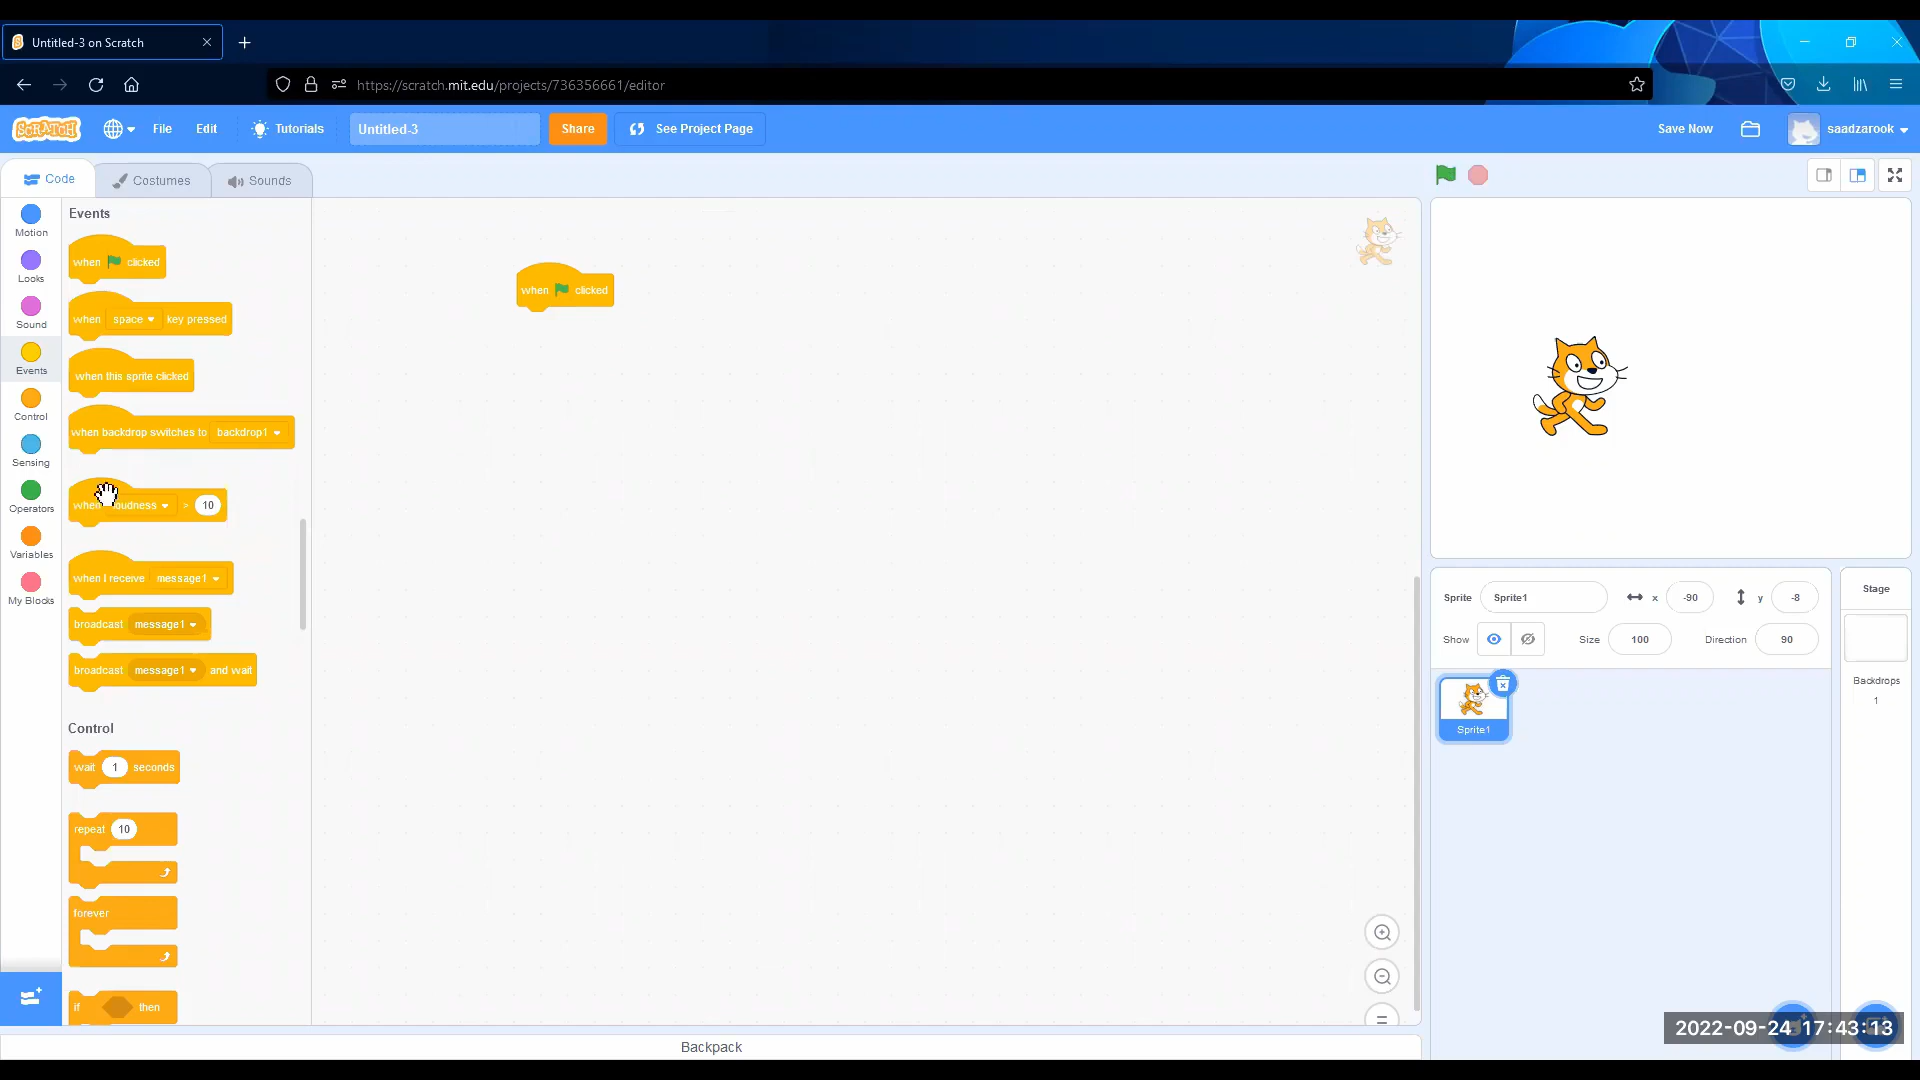 Untitled-3 on Scratch
https://scratch.mit.edu/projects/736356661/editor
SCRATCH
File
Edit
Tutorials
Untitled-3
Share
See Project Page
Save Now
saadzarook
Code
Costumes
Sounds
Motion
Looks
Sound
Events
Control
Sensing
Operators
Variables
My Blocks
Events
when clicked
when space key pressed
when this sprite clicked
when backdrop switches to backdrop1
when > 10
when I receive message1
broadcast message1
broadcast message1 and wait
Control
wait 1 seconds
repeat 10
forever
if then
when clicked
Sprite Sprite1 x -90 y -8
Show Size 100 Direction 90
Sprite1
Stage
Backdrops
1
Backpack
2022-09-24 17:43:13